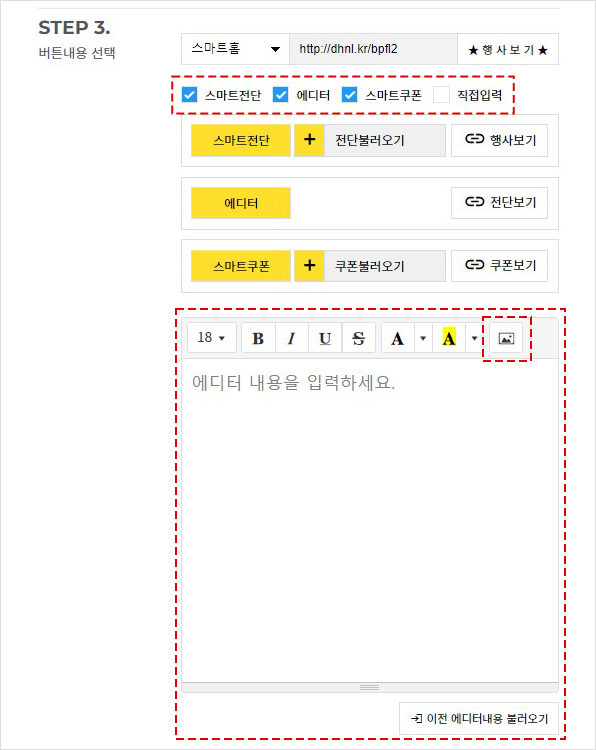 STEP 3.
버튼내용 선택
스마트홈 http://dhnl.kr/bpfl2 ★ 행 사 보 기 ★
스마트전단 에디터 스마트쿠폰 직접입력
스마트전단 + 전단불러오기 행사보기
에디터 전단보기
스마트쿠폰 + 쿠폰불러오기 쿠폰보기
18 B I U S A A
에디터 내용을 입력하세요.
이전 에디터내용 불러오기